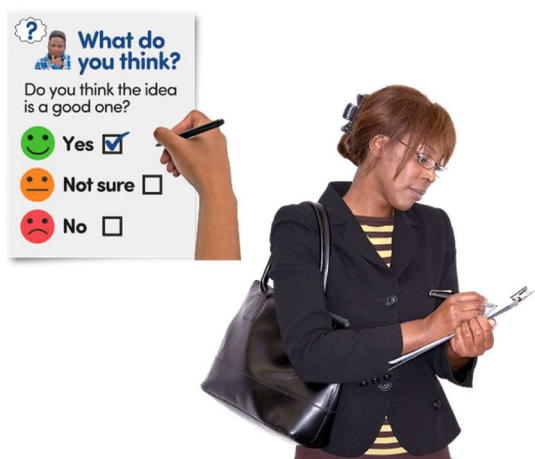 ?
What do
you think?
Do you think the idea
is a good one?
Yes
Not sure
No